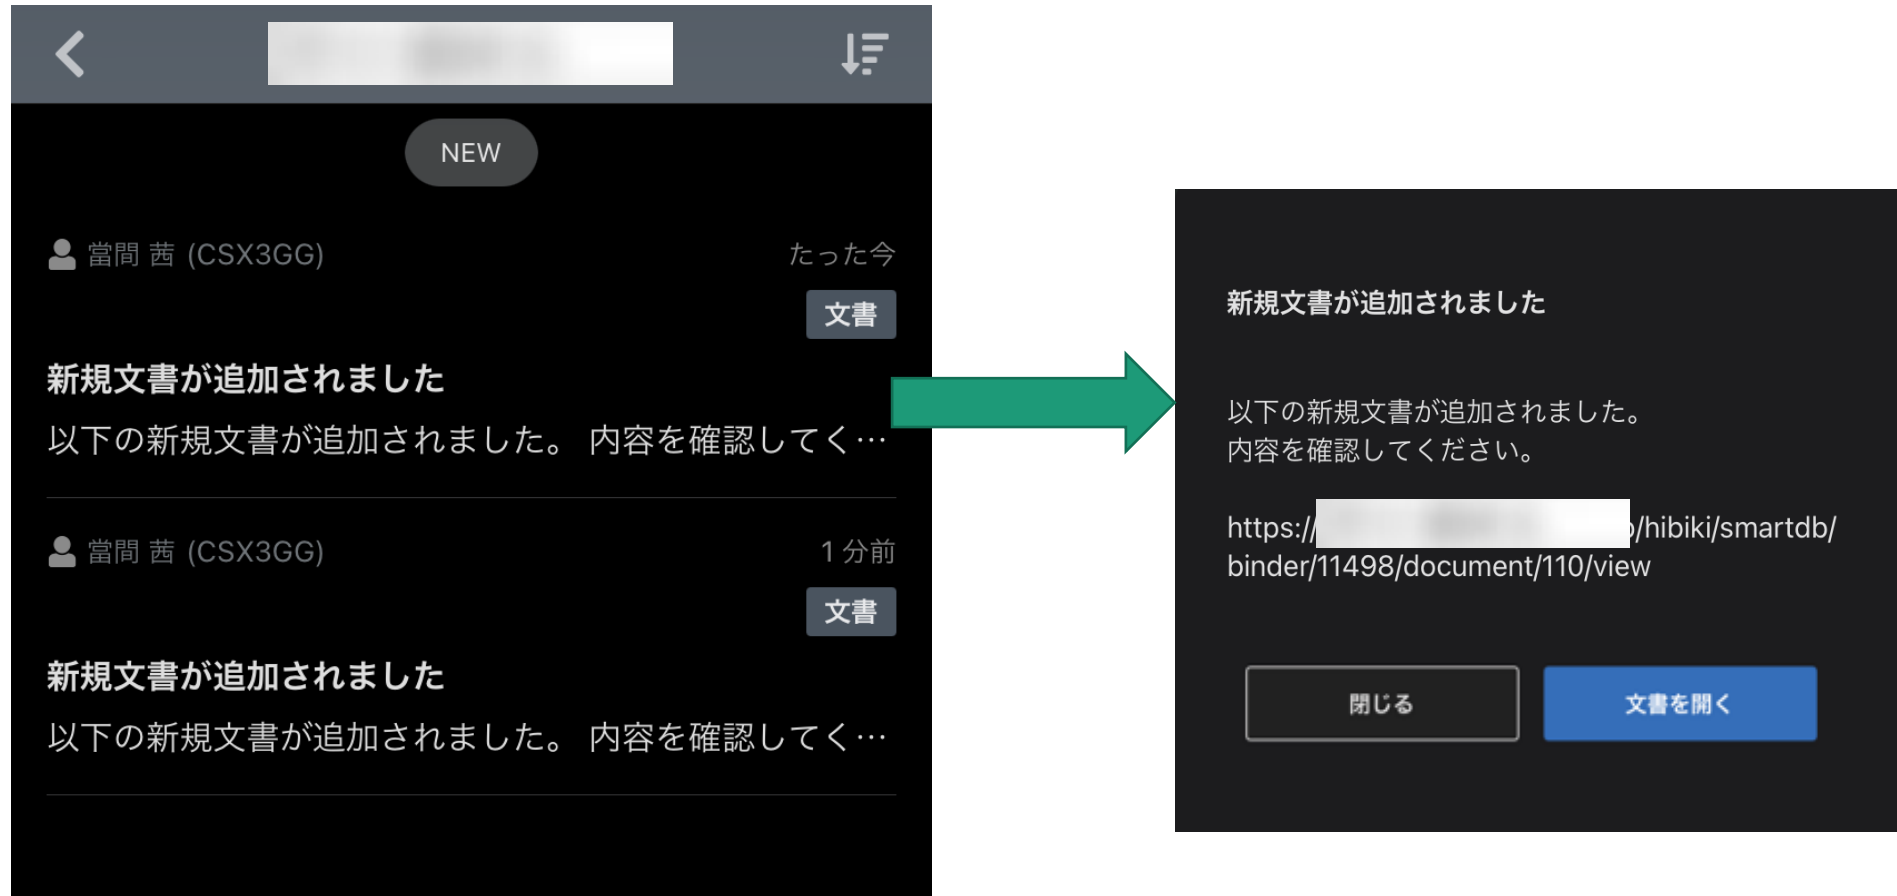 NEW
當間 茜 (CSX3GG)
たった今
文書
新規文書が追加されました
以下の新規文書が追加されました。 内容を確認してく…
當間 茜 (CSX3GG)
1 分前
文書
新規文書が追加されました
以下の新規文書が追加されました。 内容を確認してく…
新規文書が追加されました
以下の新規文書が追加されました。
内容を確認してください。
https:// /hibiki/smartdb/
binder/11498/document/110/view
閉じる
文書を開く